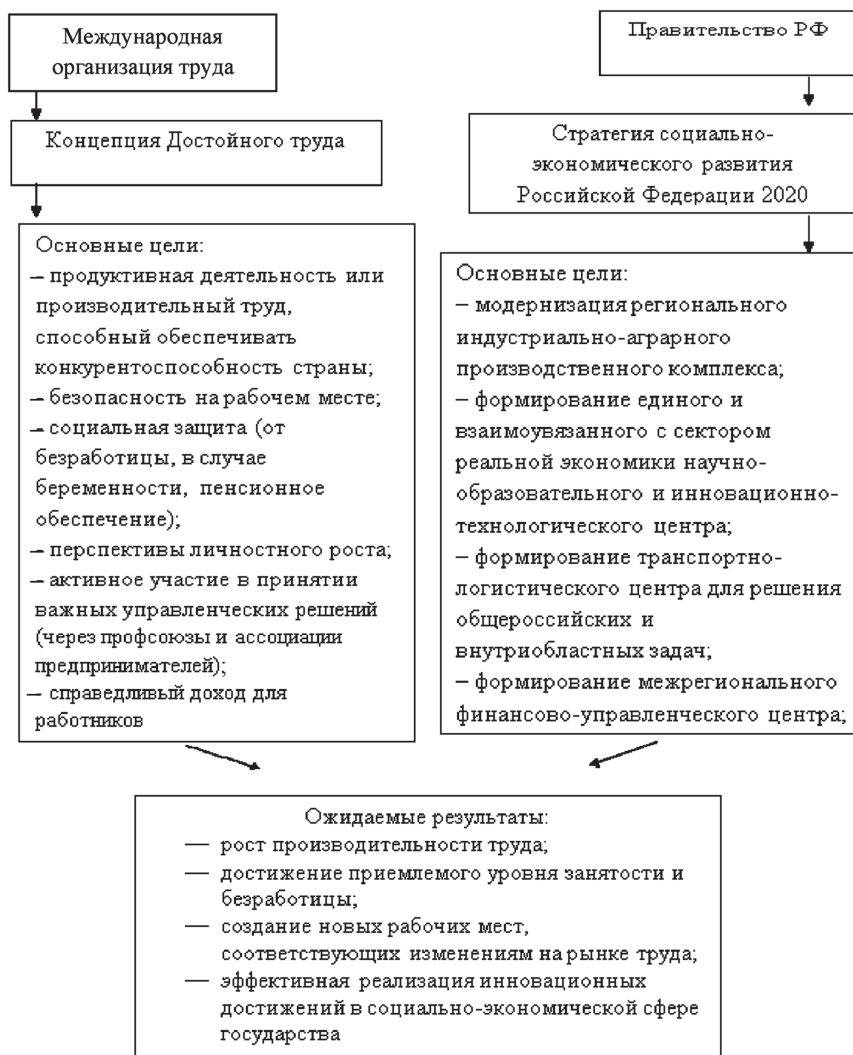 Международная
организация труда
Концепция Достойного труда
Основные цели:
– продуктивная деятельность или
производительный труд,
способный обеспечивать
конкурентоспособность страны;
– безопасность на рабочем месте;
– социальная защита (от
безработицы, в случае
беременности, пенсионное
обеспечение);
– перспективы личностного роста;
– активное участие в принятии
важных управленческих решений
(через профсоюзы и ассоциации
предпринимателей);
– справедливый доход для
работников
Правительство РФ
Стратегия социально-
экономического развития
Российской Федерации 2020
Основные цели:
– модернизация регионального
индустриально-аграрного
производственного комплекса;
– формирование единого и
взаимоувязанного с сектором
реальной экономики научно-
образовательного и инновационно-
технологического центра;
– формирование транспортно-
логистического центра для решения
общероссийских и
внутриобластных задач;
– формирование межрегионального
финансово-управленческого центра;
Ожидаемые результаты:
— рост производительности труда;
— достижение приемлемого уровня занятости и
безработицы;
— создание новых рабочих мест,
соответствующих изменениям на рынке труда;
— эффективная реализация инновационных
достижений в социально-экономической сфере
государства